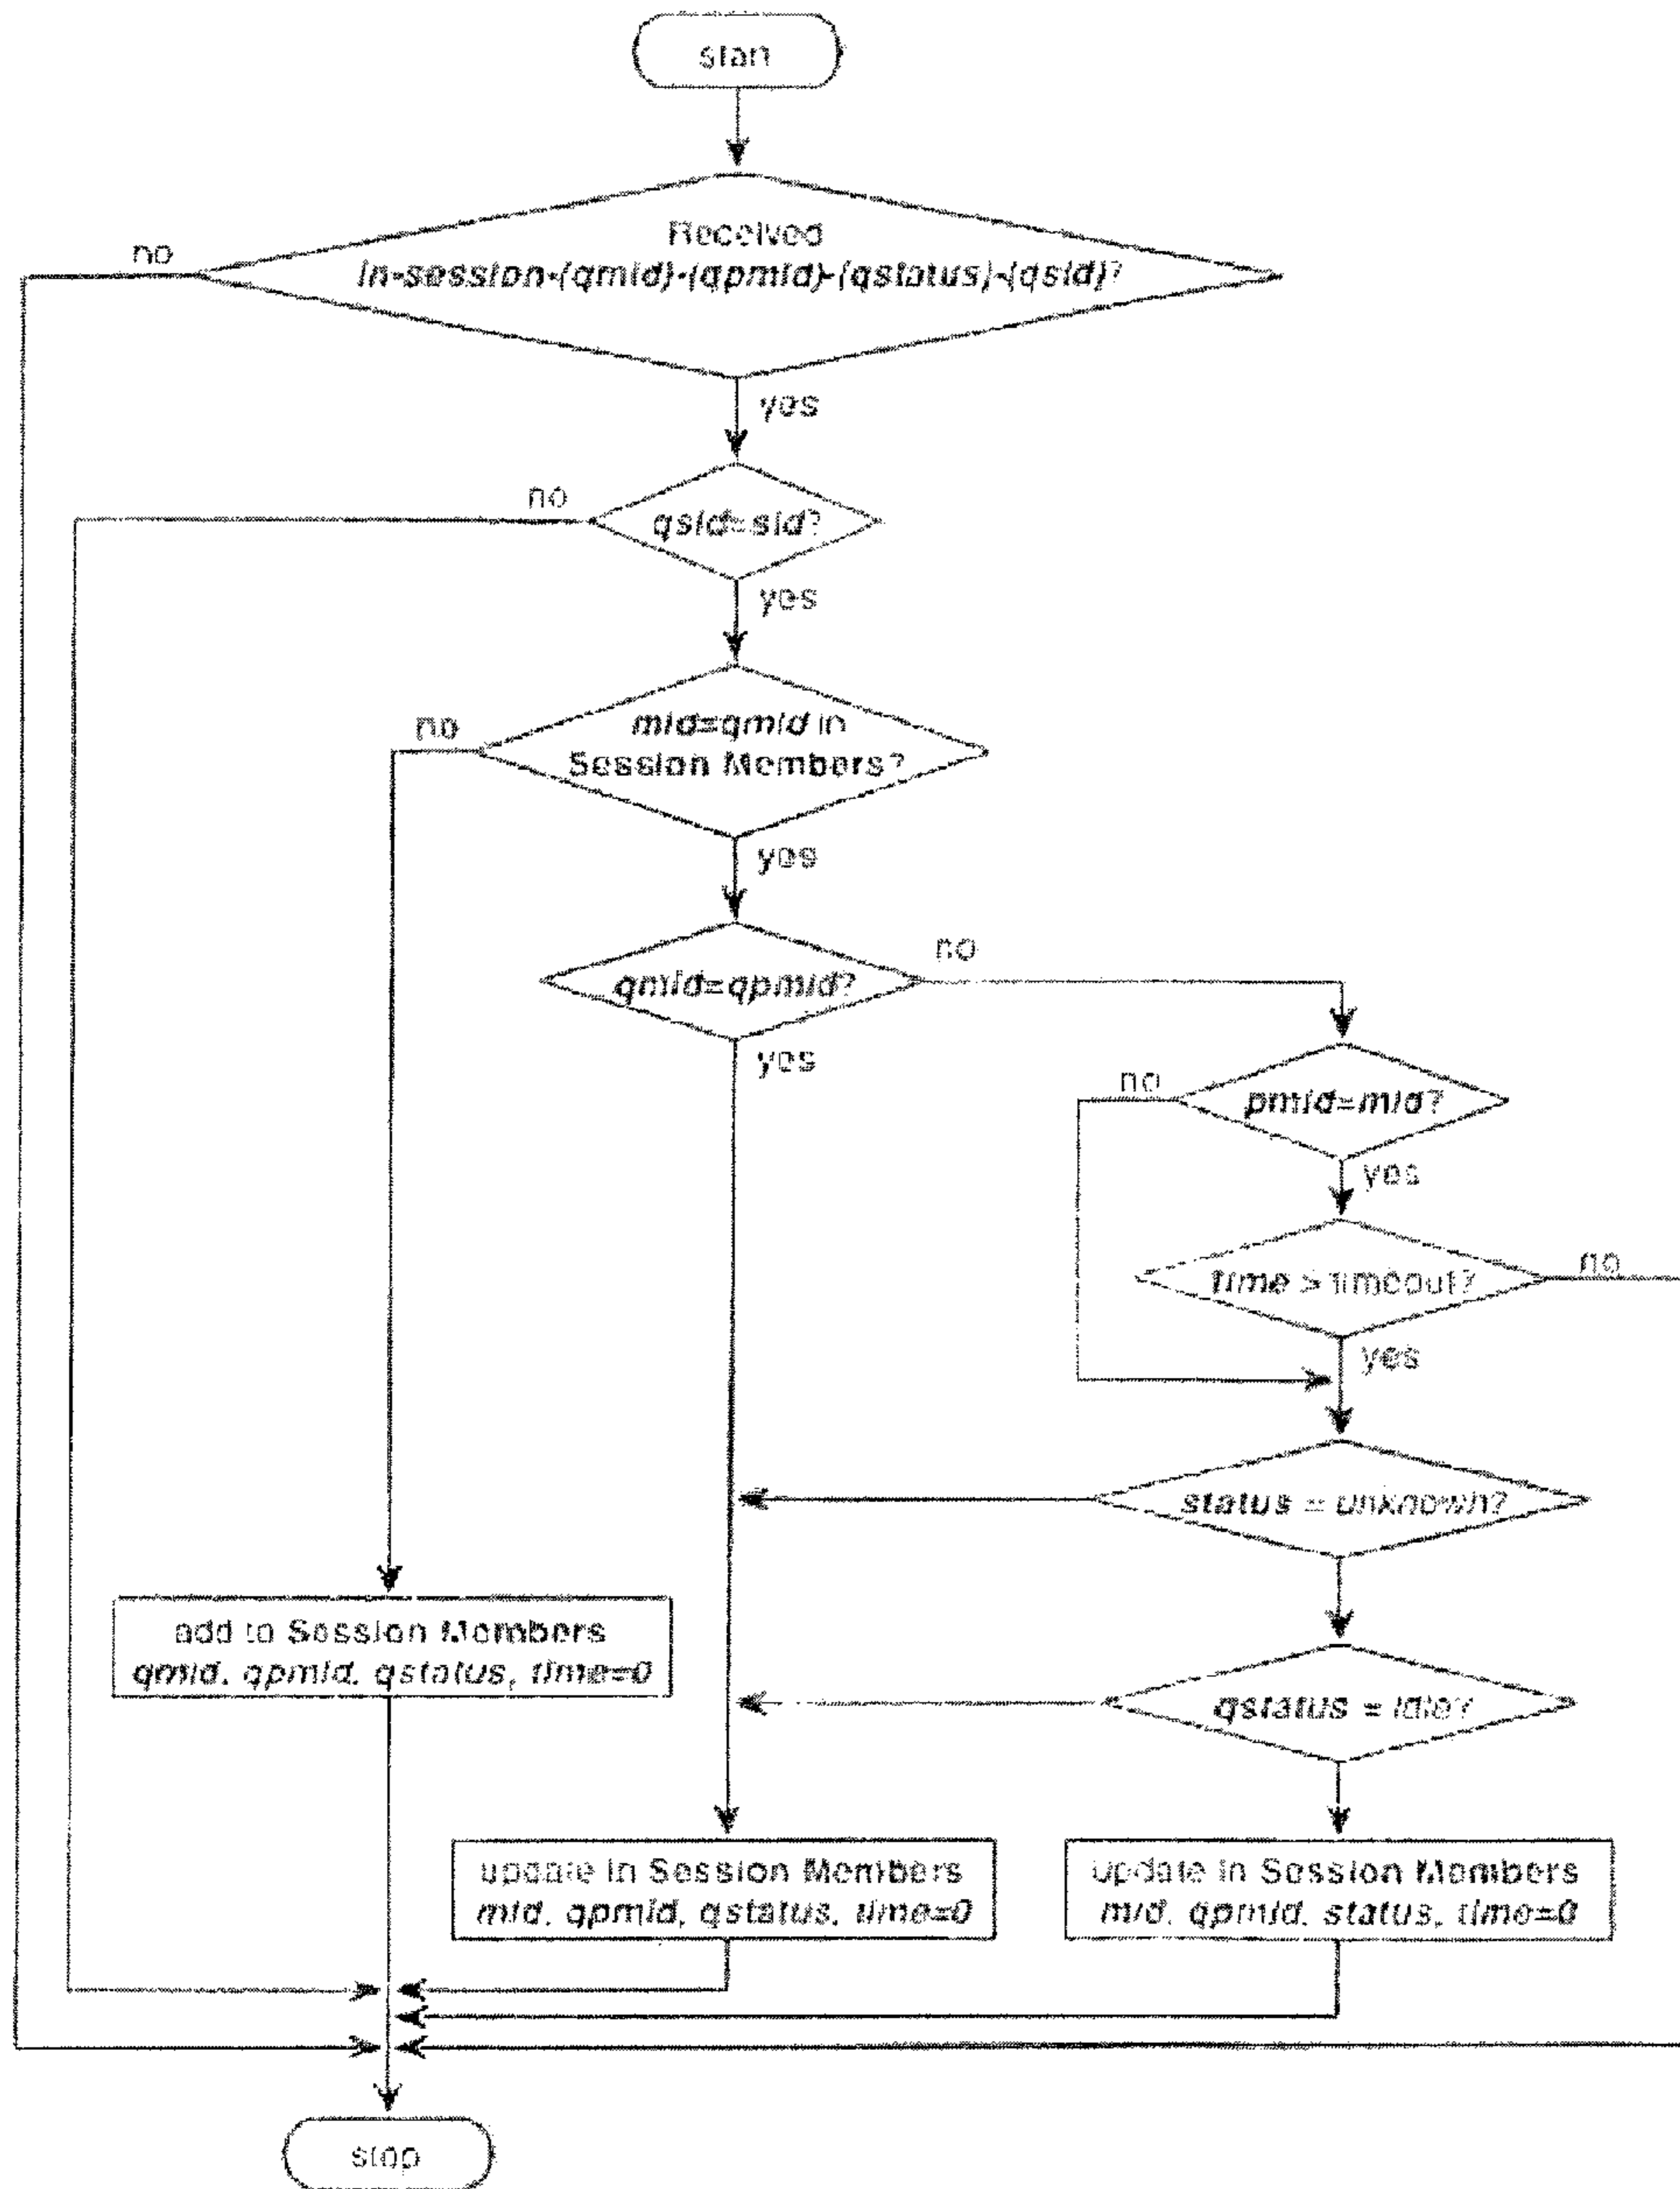 start
Received
in-session-(qmid)-(qpmid)-(qstatus)-(qsid)?
no
yes
qsid=sid?
no
yes
mid=qmid in
Session Members?
no
yes
qmid=qpmid?
no
yes
pmid=mid?
no
yes
time > timeout?
no
yes
status = unknown?
add to Session Members
qmid, qpmid, qstatus, time=0
qstatus = idle?
update in Session Members
mid, qpmid, qstatus, time=0
update in Session Members
mid, qpmid, status, time=0
stop